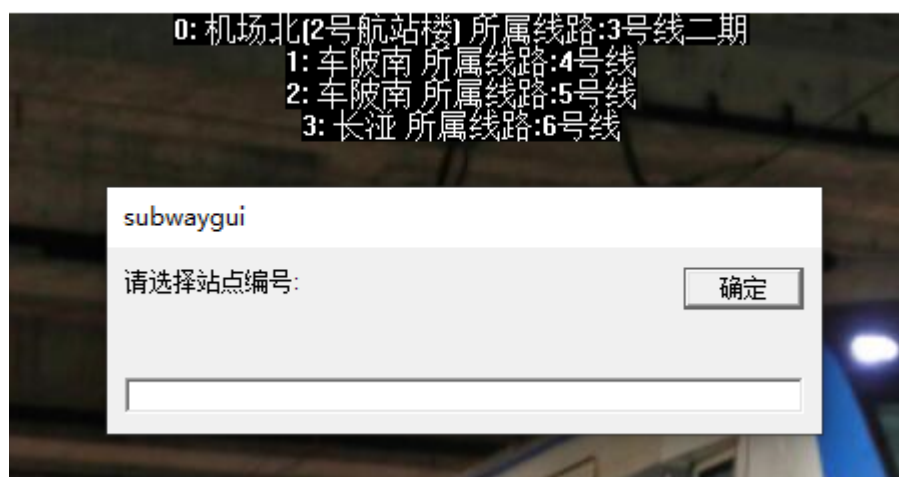 0: 机场北(2号航站楼) 所属线路:3号线二期
1: 车陂南 所属线路:4号线
2: 车陂南 所属线路:5号线
3: 长湴 所属线路:6号线
subwaygui
请选择站点编号:
确定